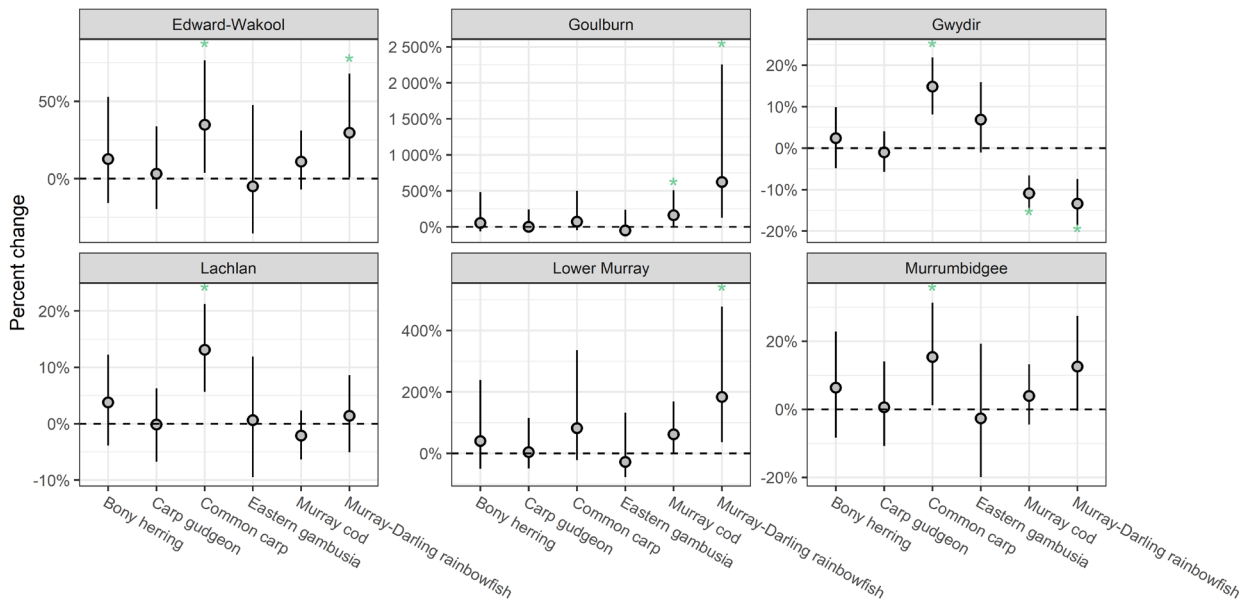 Edward-Wakool
Goulburn
Gwydir
Percent change
50%
0%
2 500%
2 000%
1 500%
1 000%
500%
0%
20%
10%
0%
-10%
-20%
*
*
*
*
*
*
*
Lachlan
Lower Murray
Murrumbidgee
20%
10%
0%
-10%
400%
200%
0%
20%
0%
-20%
*
*
*
Bony herring
Carp gudgeon
Common carp
Eastern gambusia
Murray cod
Murray-Darling rainbowfish
Bony herring
Carp gudgeon
Common carp
Eastern gambusia
Murray cod
Murray-Darling rainbowfish
Bony herring
Carp gudgeon
Common carp
Eastern gambusia
Murray cod
Murray-Darling rainbowfish